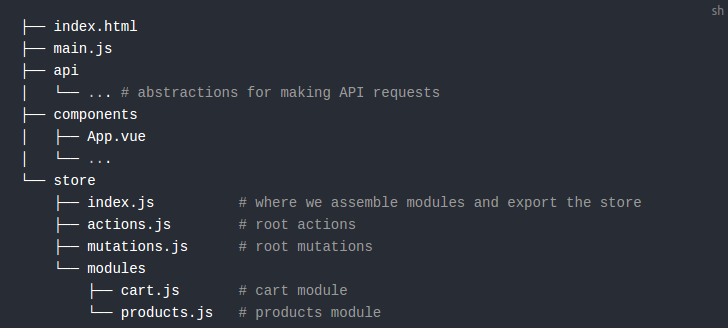 sh
├── index.html
├── main.js
├── api
│   └── ... # abstractions for making API requests
├── components
│   ├── App.vue
│   └── ...
└── store
    ├── index.js          # where we assemble modules and export the store
    ├── actions.js        # root actions
    ├── mutations.js      # root mutations
    └── modules
        ├── cart.js       # cart module
        └── products.js   # products module